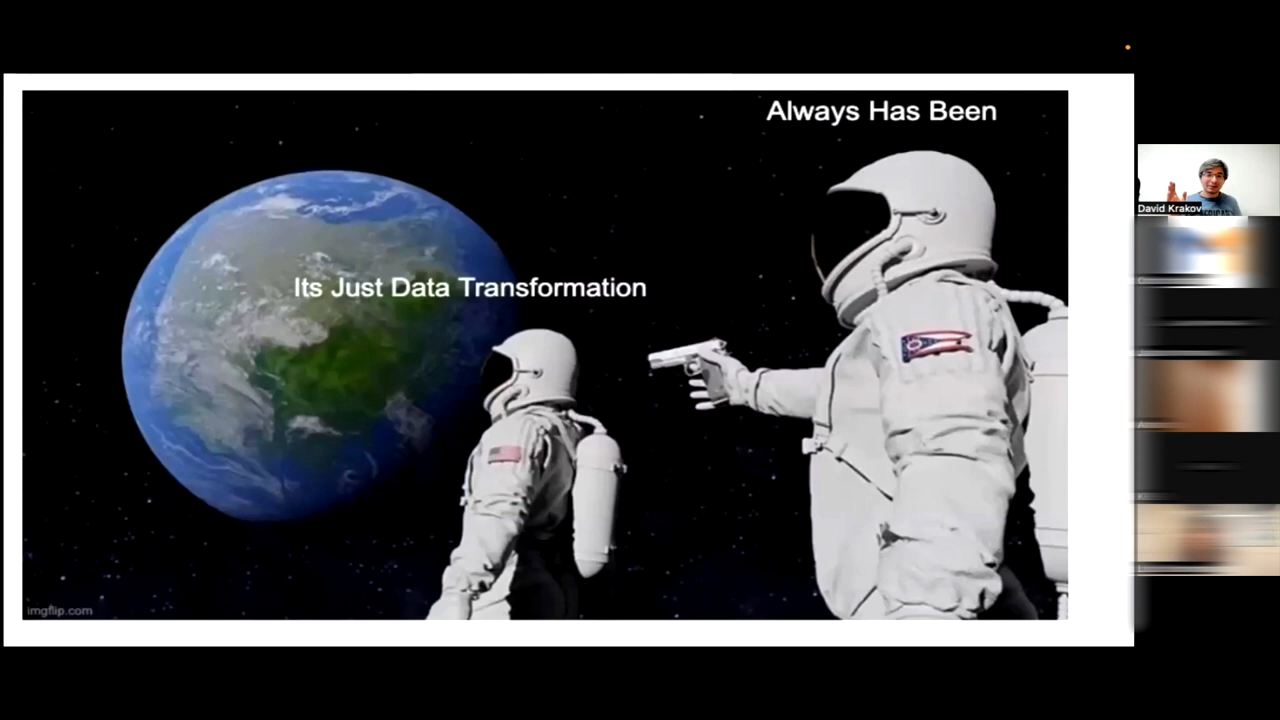 Always Has Been
Its Just Data Transformation
imgflip.com
David Krakov